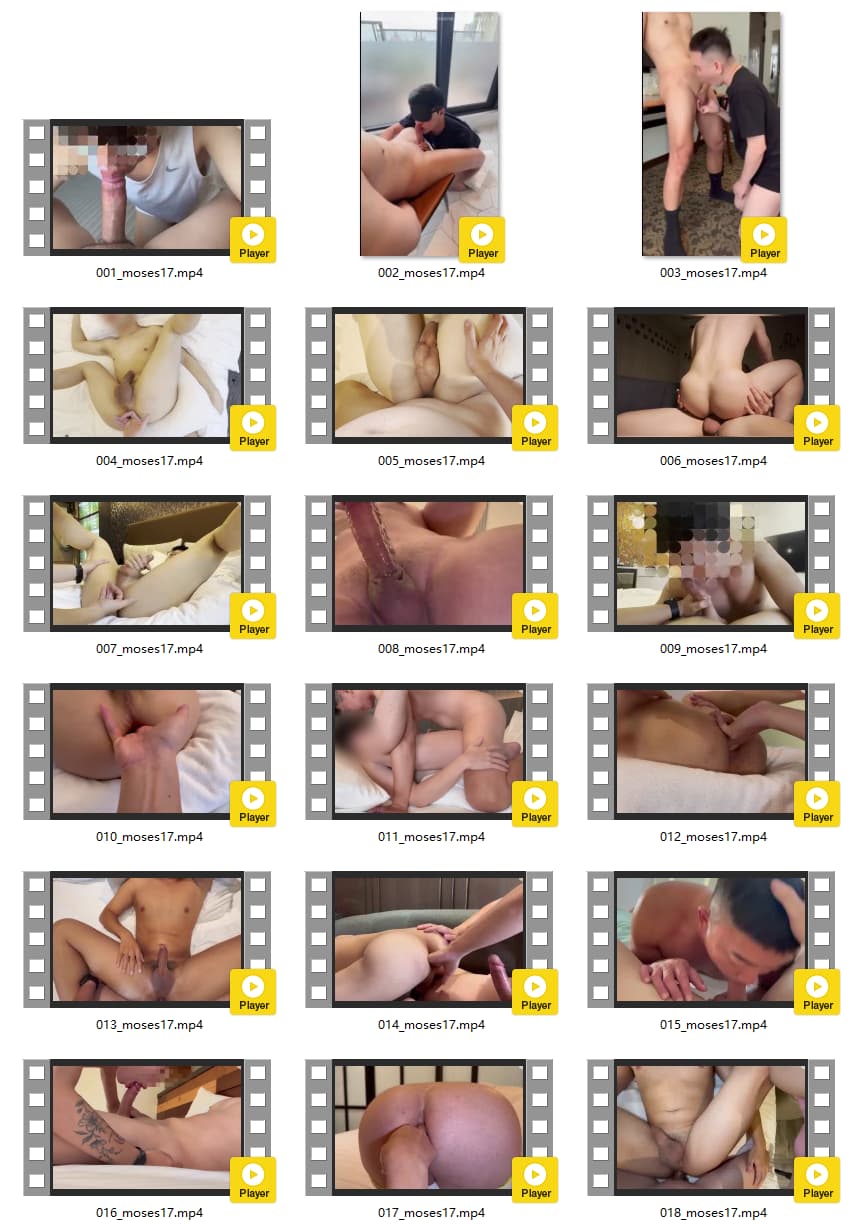 Player
001_moses17.mp4
Player
002_moses17.mp4
Player
003_moses17.mp4
Player
004_moses17.mp4
Player
005_moses17.mp4
Player
006_moses17.mp4
Player
007_moses17.mp4
Player
008_moses17.mp4
Player
009_moses17.mp4
Player
010_moses17.mp4
Player
011_moses17.mp4
Player
012_moses17.mp4
Player
013_moses17.mp4
Player
014_moses17.mp4
Player
015_moses17.mp4
Player
016_moses17.mp4
Player
017_moses17.mp4
Player
018_moses17.mp4